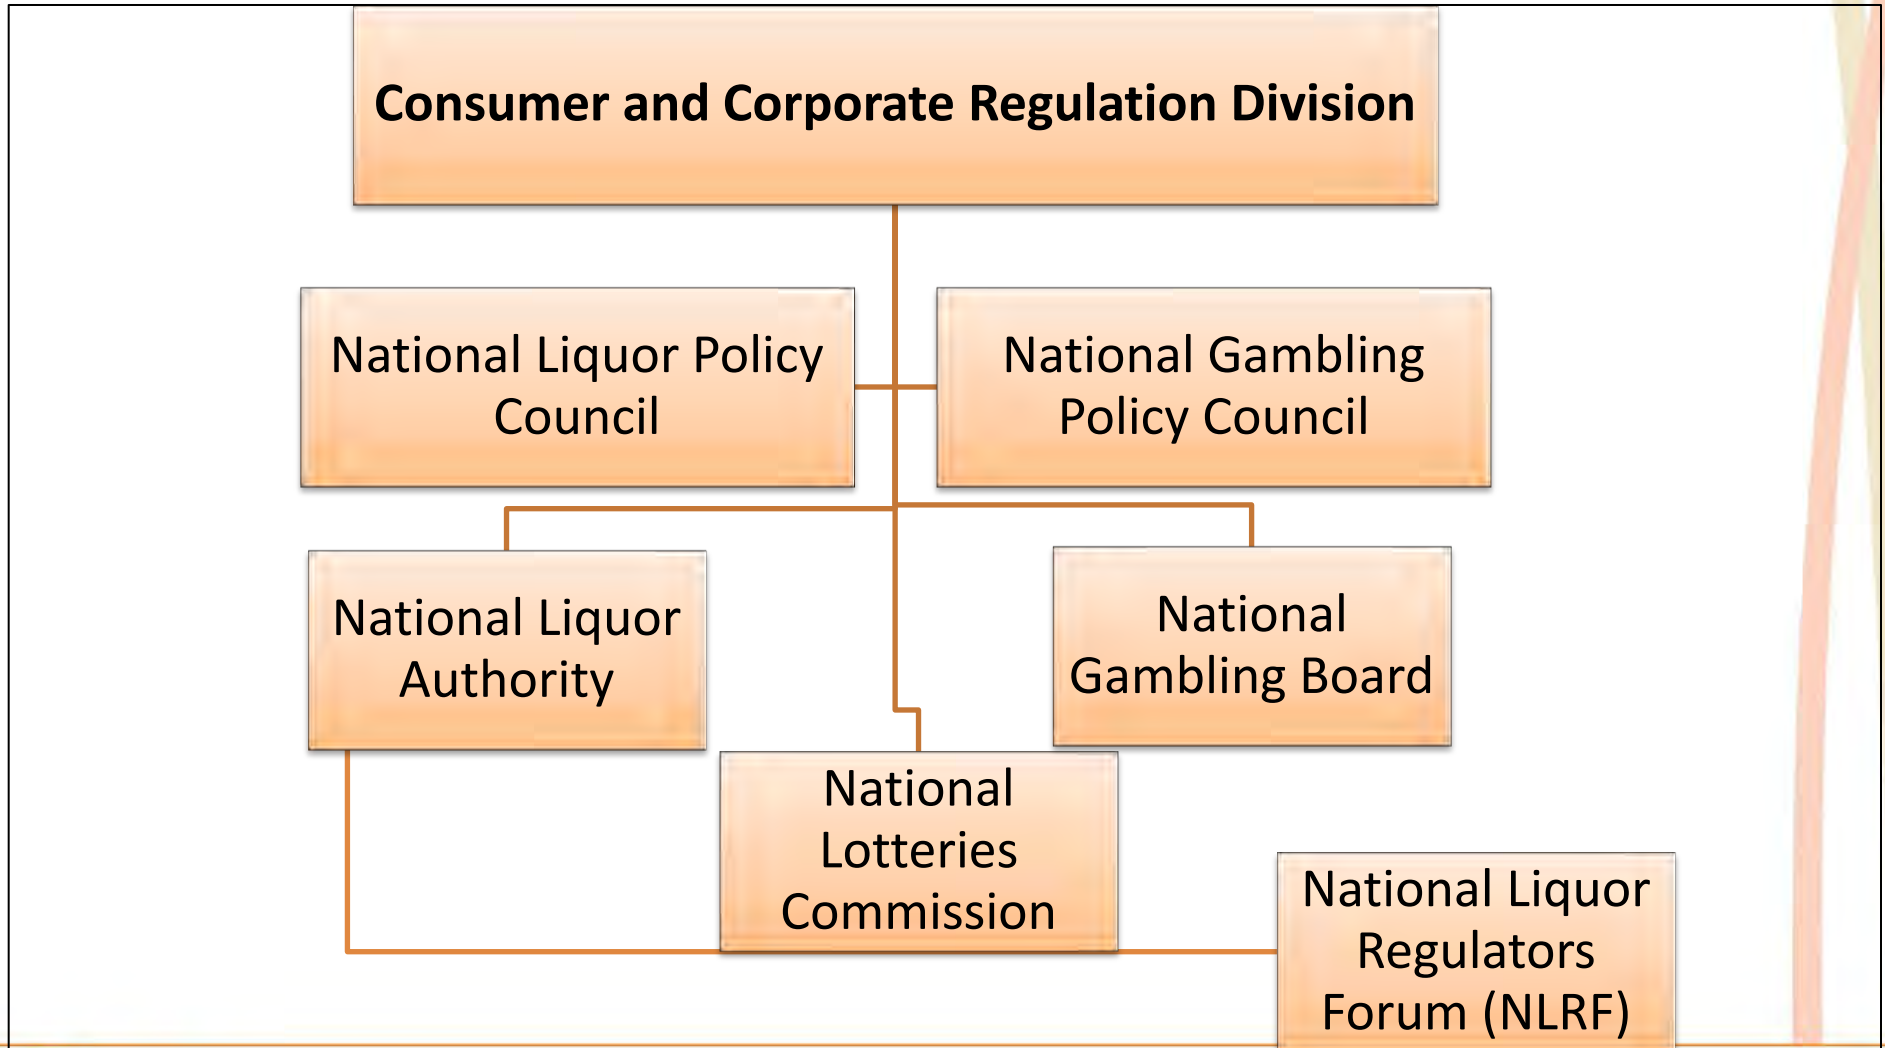 Consumer and Corporate Regulation Division
National Liquor Policy
Council
National Gambling
Policy Council
National Liquor
Authority
National
Gambling Board
National
Lotteries
Commission
National Liquor
Regulators
Forum (NLRF)